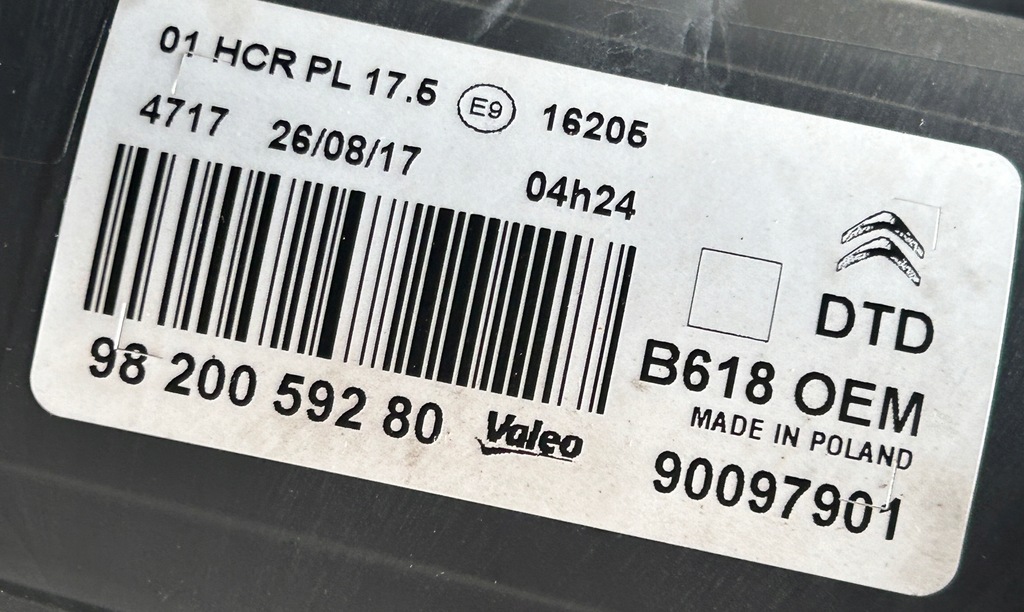 01 HCR PL 17.5 E9 16205
4717 26/08/17 04h24
DTD
B618 OEM
MADE IN POLAND
98 200 592 80 Valeo 90097901